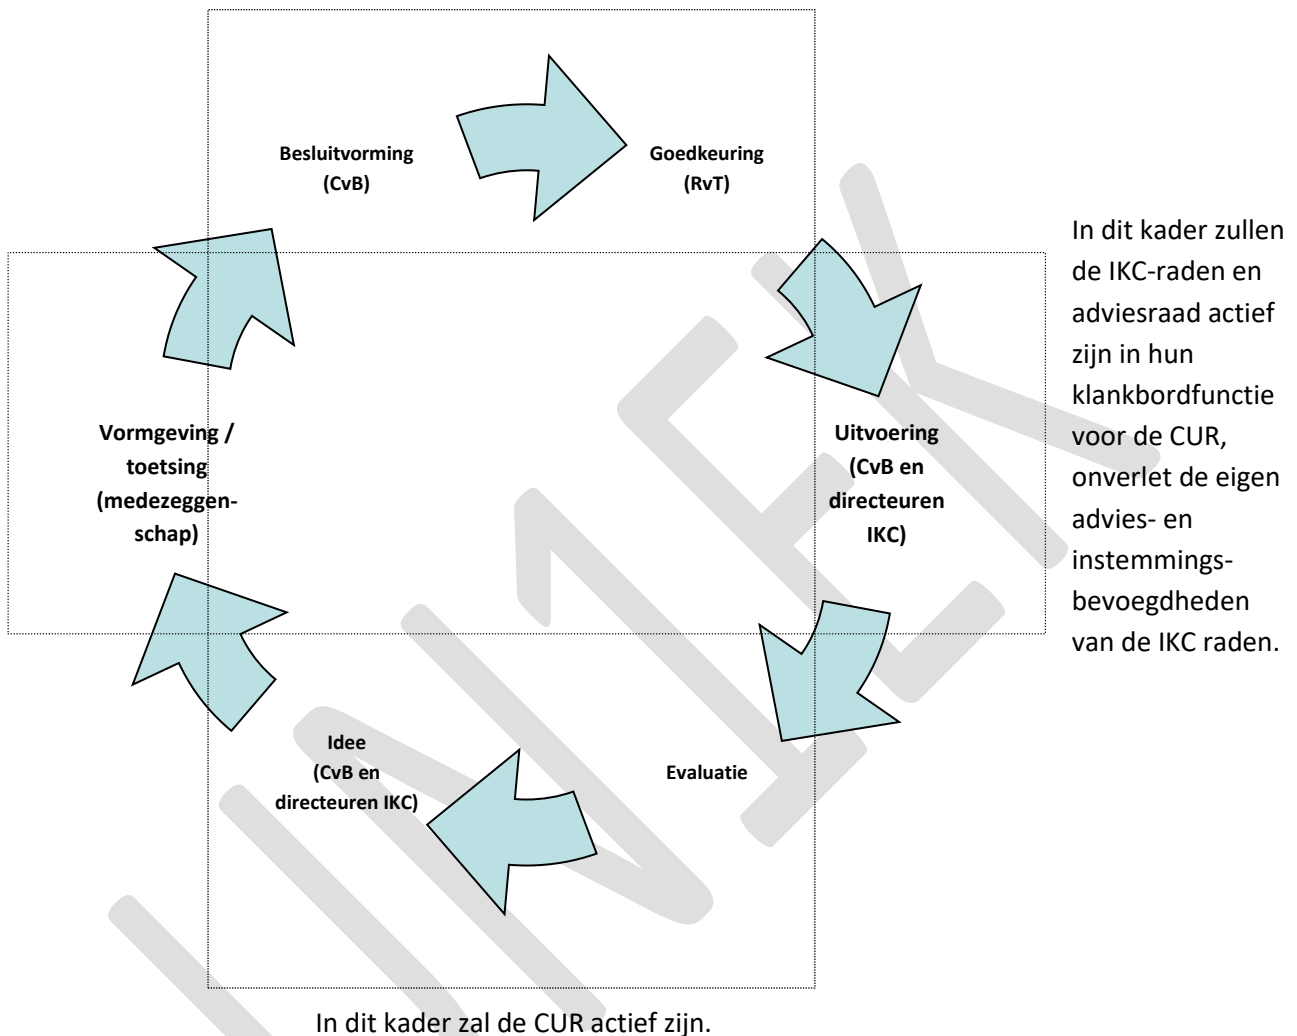 Besluitvorming
(CvB)
Goedkeuring
(RvT)
In dit kader zullen
de IKC-raden en
adviesraad actief
zijn in hun
klankbordfunctie
voor de CUR,
onverlet de eigen
advies- en
instemmings-
bevoegdheden
van de IKC raden.
Vormgeving /
toetsing
(medezeggen-
schap)
Uitvoering
(CvB en
directeuren
IKC)
Idee
(CvB en
directeuren IKC)
Evaluatie
In dit kader zal de CUR actief zijn.